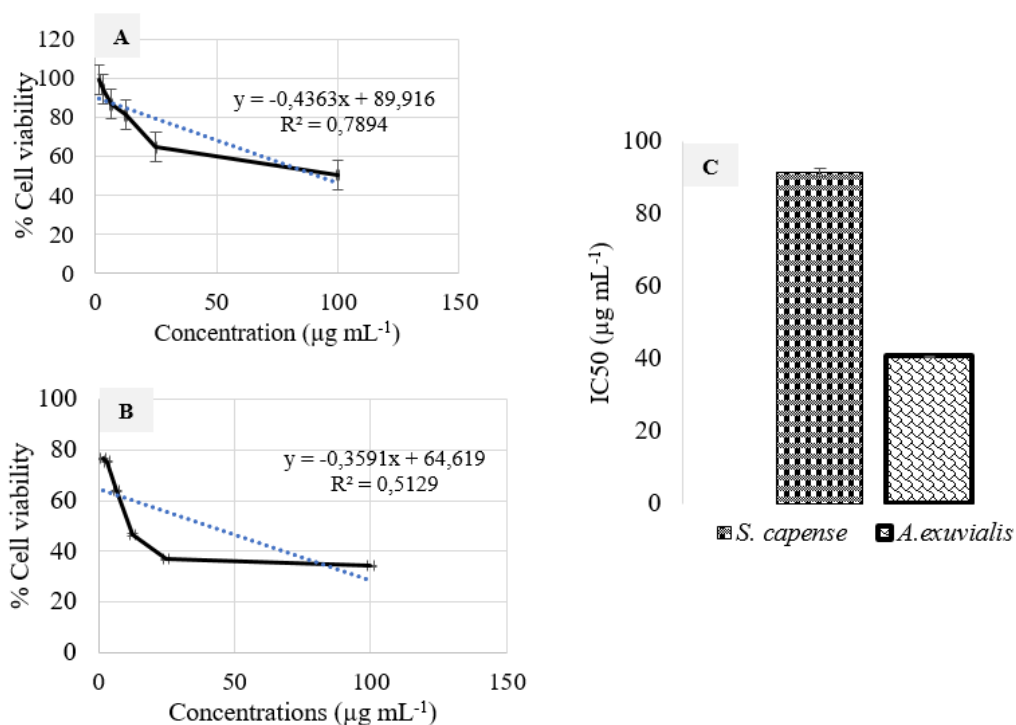 A
120
100
80
60
40
20
0
% Cell viability
y = -0,4363x + 89,916
R² = 0,7894
0 50 100 150
Concentration (µg mL⁻¹)
B
100
80
60
40
20
0
% Cell viability
y = -0,3591x + 64,619
R² = 0,5129
0 50 100 150
Concentrations (µg mL⁻¹)
C
100
80
60
40
20
0
IC50 (µg mL⁻¹)
S. capense A.exuvialis